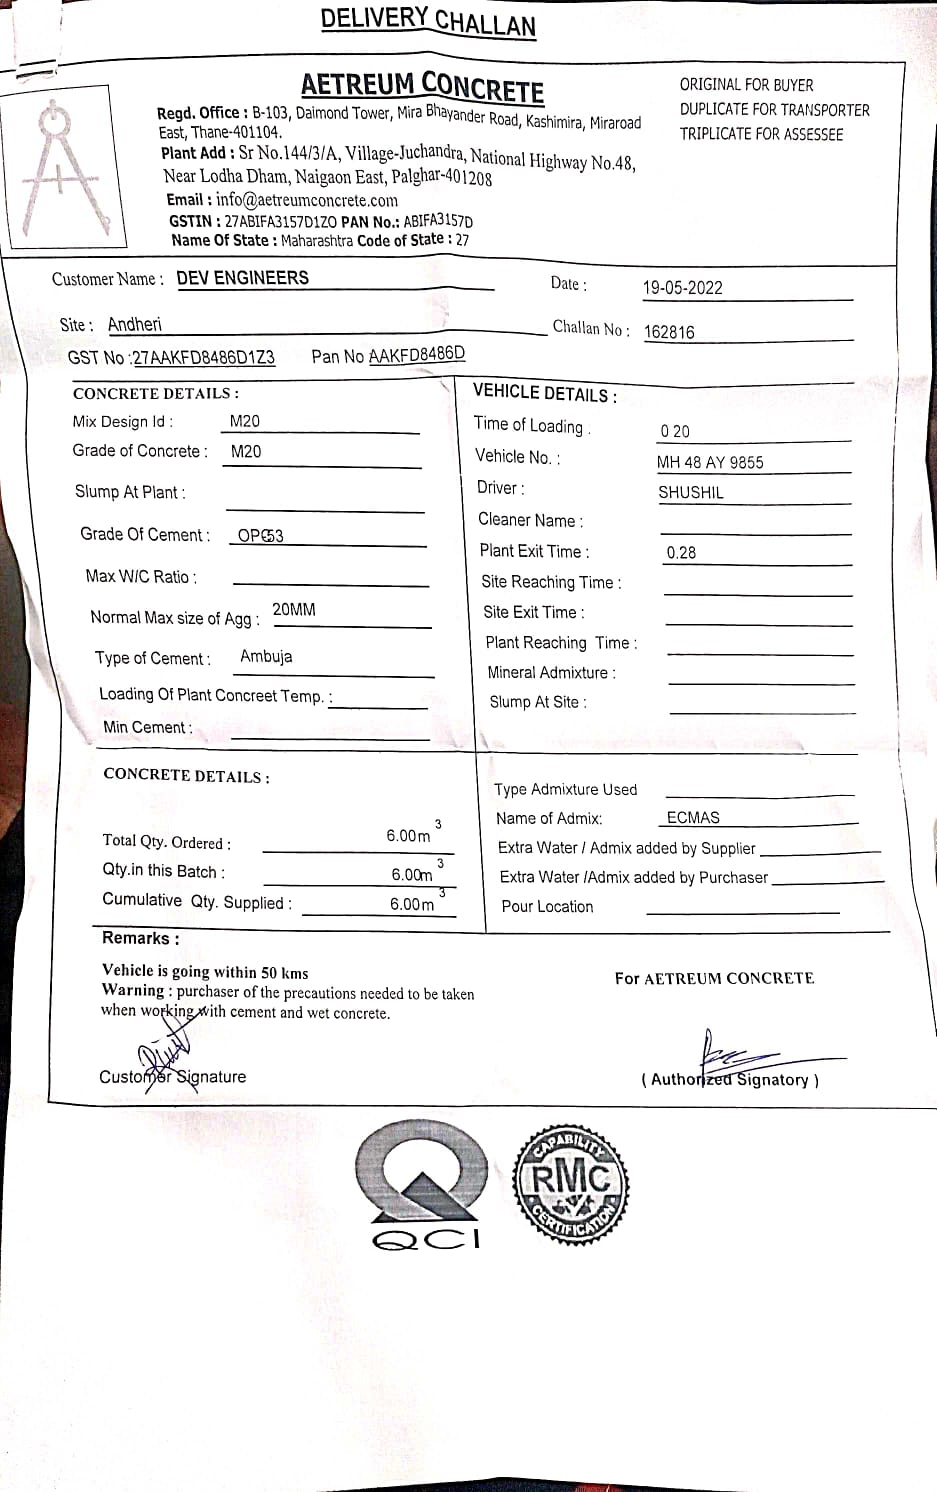 DELIVERY CHALLAN
AETREUM CONCRETE
ORIGINAL FOR BUYER
DUPLICATE FOR TRANSPORTER
TRIPLICATE FOR ASSESSEE
Regd. Office : B-103, Daimond Tower, Mira Bhayander Road, Kashimira, Miraroad
East, Thane-401104.
Plant Add : Sr No.144/3/A, Village-Juchandra, National Highway No.48,
Near Lodha Dham, Naigaon East, Palghar-401208
Email : info@aetreumconcrete.com
GSTIN : 27ABIFA3157D1ZO PAN No.: ABIFA3157D
Name Of State : Maharashtra Code of State : 27
Customer Name : DEV ENGINEERS
Date : 19-05-2022
Site : Andheri
Challan No : 162816
GST No :27AAKFD8486D1Z3 Pan No AAKFD8486D
CONCRETE DETAILS :
Mix Design Id : M20
Grade of Concrete : M20
Slump At Plant :
Grade Of Cement : OPC53
Max W/C Ratio :
Normal Max size of Agg : 20MM
Type of Cement : Ambuja
Loading Of Plant Concreet Temp. :
Min Cement :
VEHICLE DETAILS :
Time of Loading . 0 20
Vehicle No. : MH 48 AY 9855
Driver : SHUSHIL
Cleaner Name :
Plant Exit Time : 0.28
Site Reaching Time :
Site Exit Time :
Plant Reaching Time :
Mineral Admixture :
Slump At Site :
CONCRETE DETAILS :
Total Qty. Ordered : 6.00m³
Qty.in this Batch : 6.00m³
Cumulative Qty. Supplied : 6.00m³
Type Admixture Used
Name of Admix: ECMAS
Extra Water / Admix added by Supplier
Extra Water /Admix added by Purchaser
Pour Location
Remarks :
Vehicle is going within 50 kms
Warning : purchaser of the precautions needed to be taken
when working with cement and wet concrete.
For AETREUM CONCRETE
Customer Signature
( Authorized Signatory )
QCI
CAPABILITY
RMC
CERTIFICATION